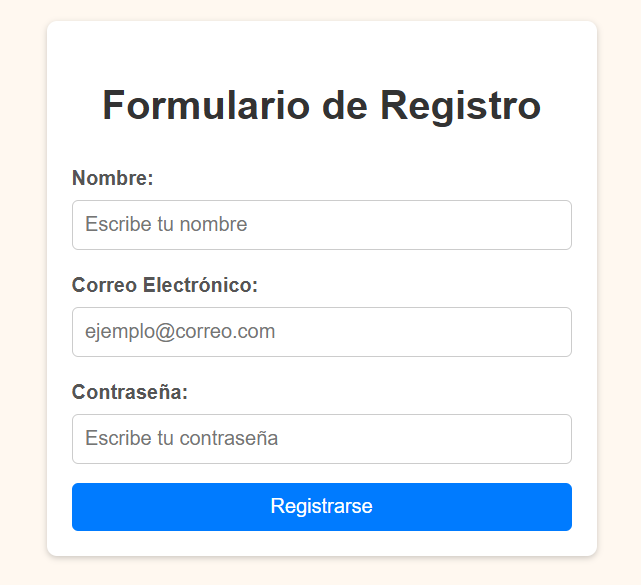 Formulario de Registro
Nombre:
Escribe tu nombre
Correo Electrónico:
ejemplo@correo.com
Contraseña:
Escribe tu contraseña
Registrarse